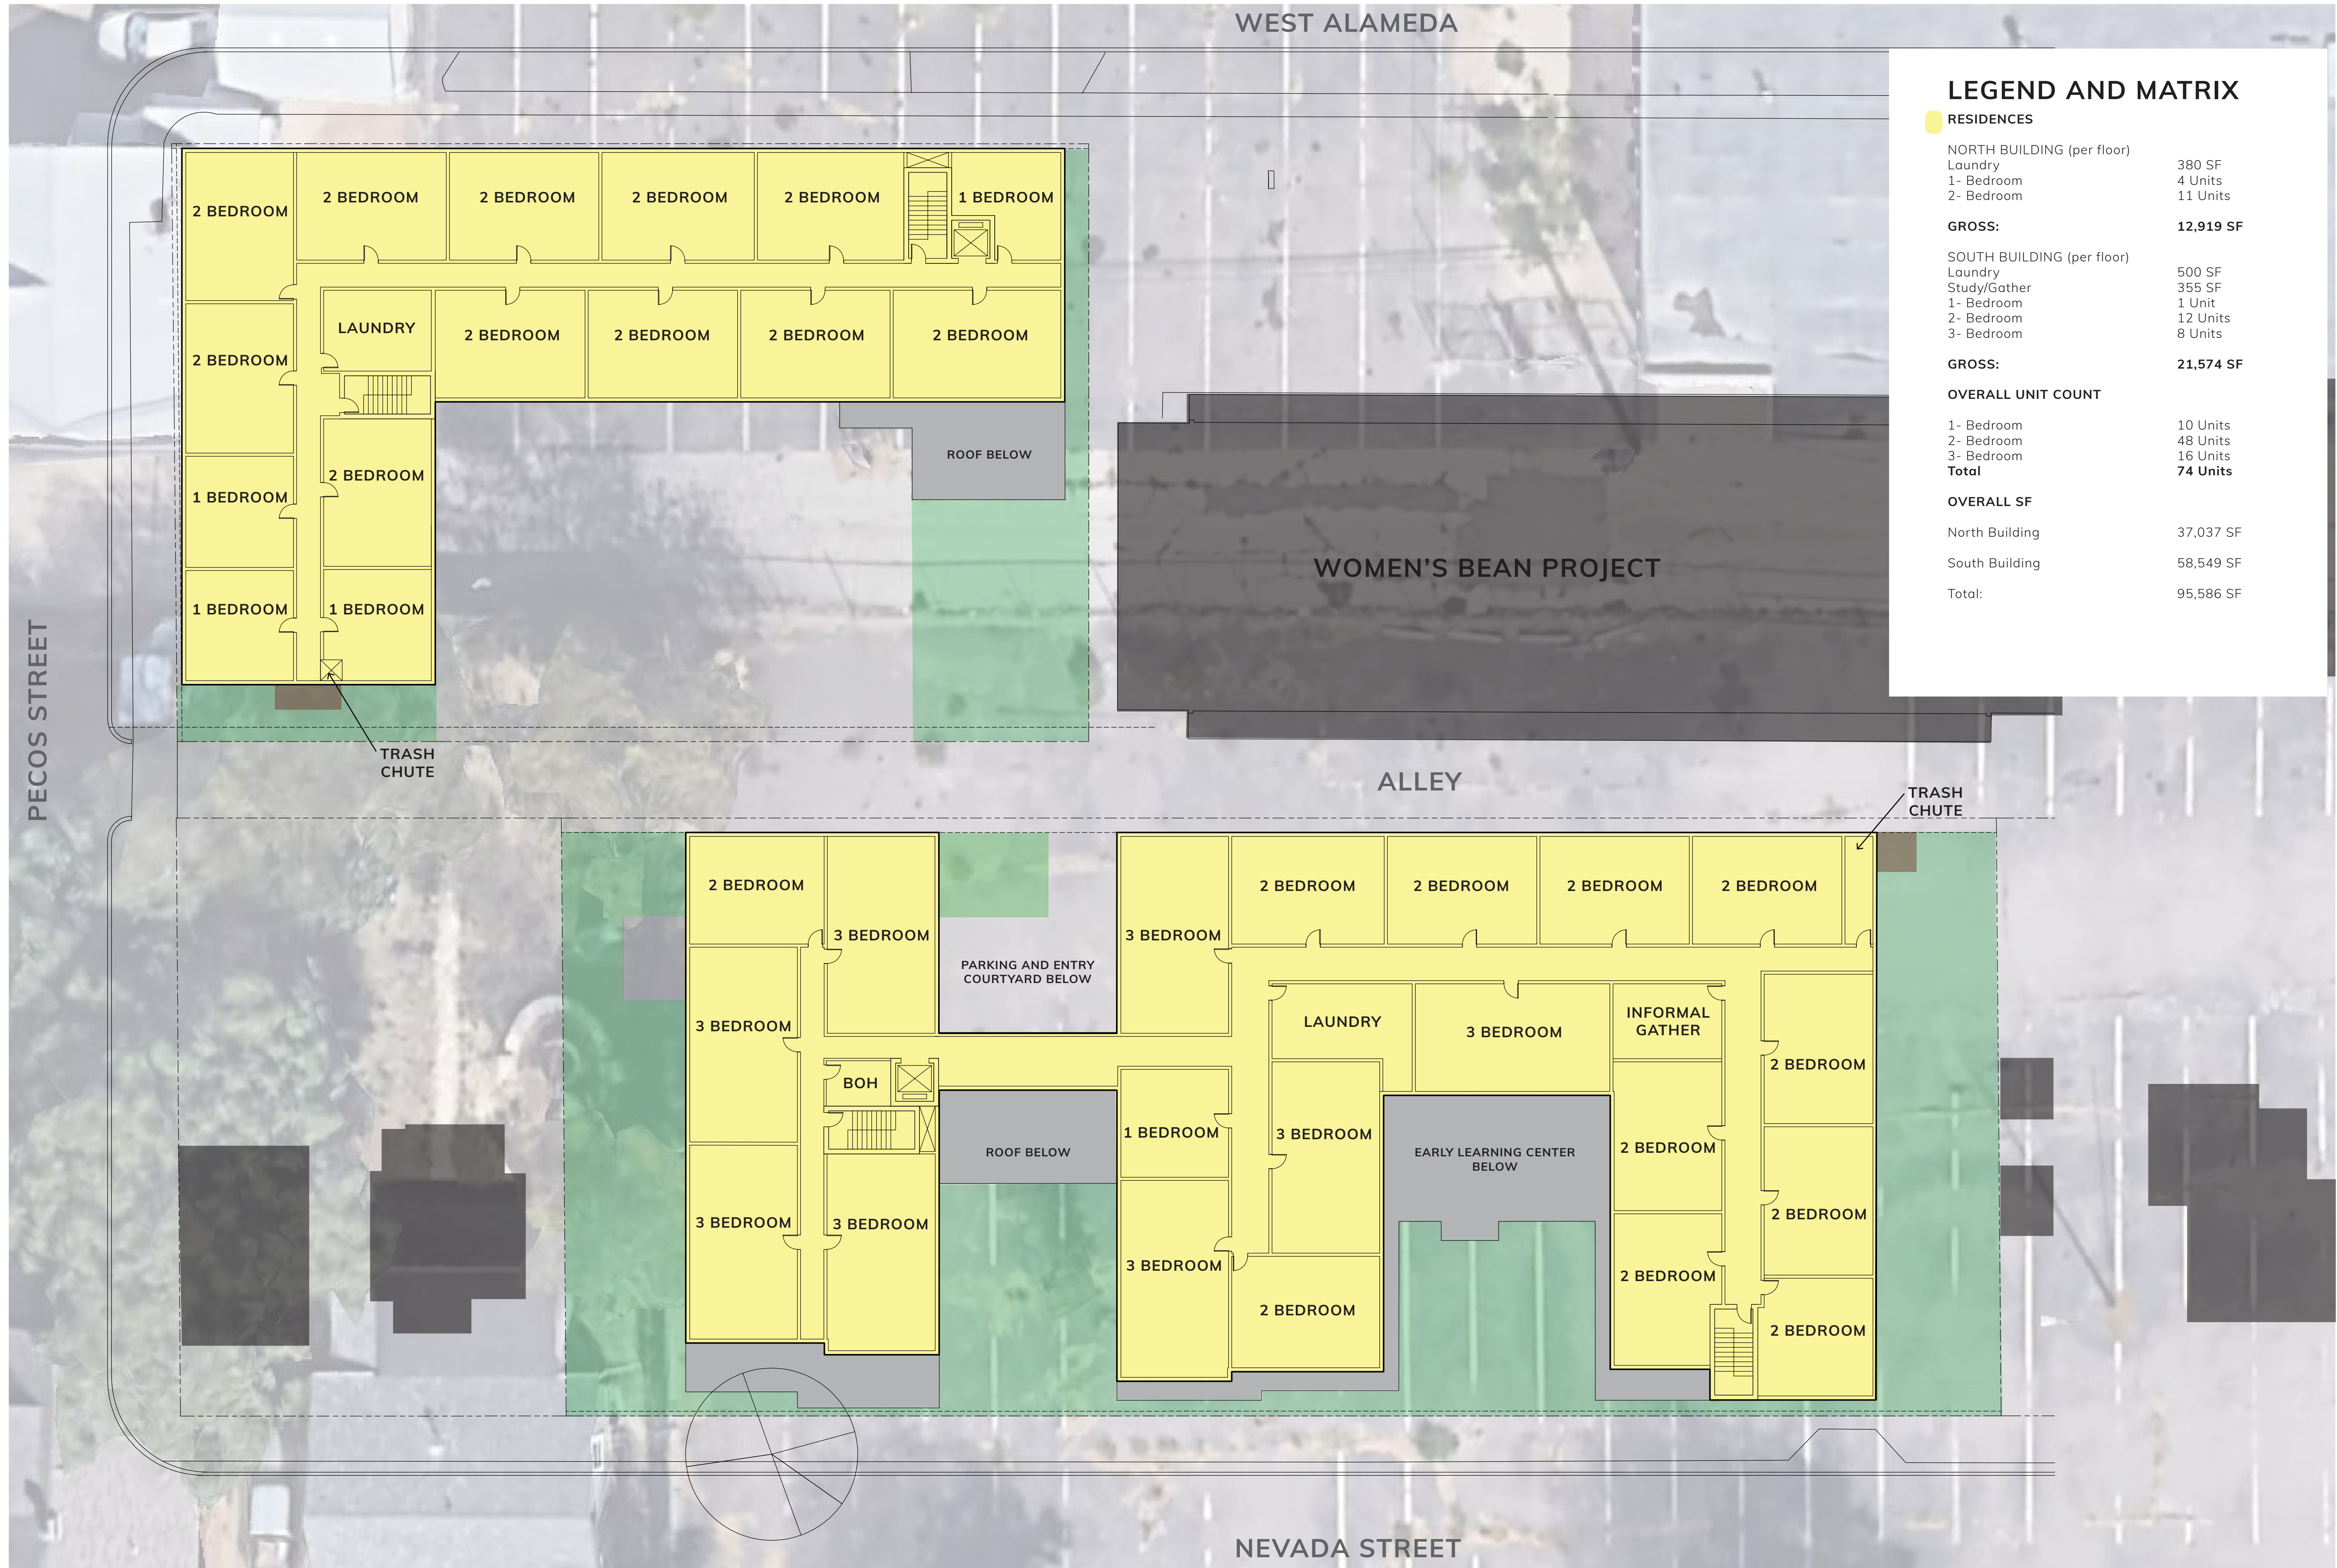 WEST ALAMEDA
LEGEND AND MATRIX
RESIDENCES
NORTH BUILDING (per floor)
Laundry 380 SF
1- Bedroom 4 Units
2- Bedroom 11 Units
GROSS: 12,919 SF
SOUTH BUILDING (per floor)
Laundry 500 SF
Study/Gather 355 SF
1- Bedroom 1 Unit
2- Bedroom 12 Units
3- Bedroom 8 Units
GROSS: 21,574 SF
OVERALL UNIT COUNT
1- Bedroom 10 Units
2- Bedroom 48 Units
3- Bedroom 16 Units
Total 74 Units
OVERALL SF
North Building 37,037 SF
South Building 58,549 SF
Total: 95,586 SF
2 BEDROOM
2 BEDROOM
2 BEDROOM
2 BEDROOM
2 BEDROOM
1 BEDROOM
LAUNDRY
2 BEDROOM
2 BEDROOM
2 BEDROOM
2 BEDROOM
2 BEDROOM
ROOF BELOW
2 BEDROOM
1 BEDROOM
1 BEDROOM
1 BEDROOM
TRASH
CHUTE
WOMEN'S BEAN PROJECT
PECOS STREET
ALLEY
TRASH
CHUTE
2 BEDROOM
3 BEDROOM
PARKING AND ENTRY
COURTYARD BELOW
3 BEDROOM
2 BEDROOM
2 BEDROOM
2 BEDROOM
2 BEDROOM
3 BEDROOM
LAUNDRY
3 BEDROOM
INFORMAL
GATHER
2 BEDROOM
BOH
1 BEDROOM
3 BEDROOM
2 BEDROOM
ROOF BELOW
EARLY LEARNING CENTER
BELOW
3 BEDROOM
3 BEDROOM
2 BEDROOM
3 BEDROOM
2 BEDROOM
2 BEDROOM
2 BEDROOM
NEVADA STREET